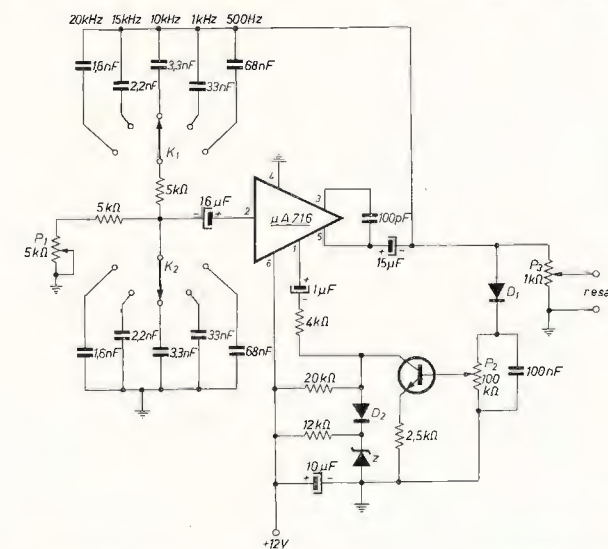 20kHz 15kHz 10kHz 1kHz 500Hz
1,6nF 2,2nF 3,3nF 33nF 68nF
K1
5kΩ
16µF
4
3
2
µA716
100pF
5kΩ
P1
5kΩ
1
5
6
15µF
K2
P3
1kΩ
D1
resa
1µF
4kΩ
1,6nF 2,2nF 3,3nF 33nF 68nF
P2
100
kΩ
100nF
20kΩ
D2
12kΩ
2,5kΩ
z
10µF
+12V